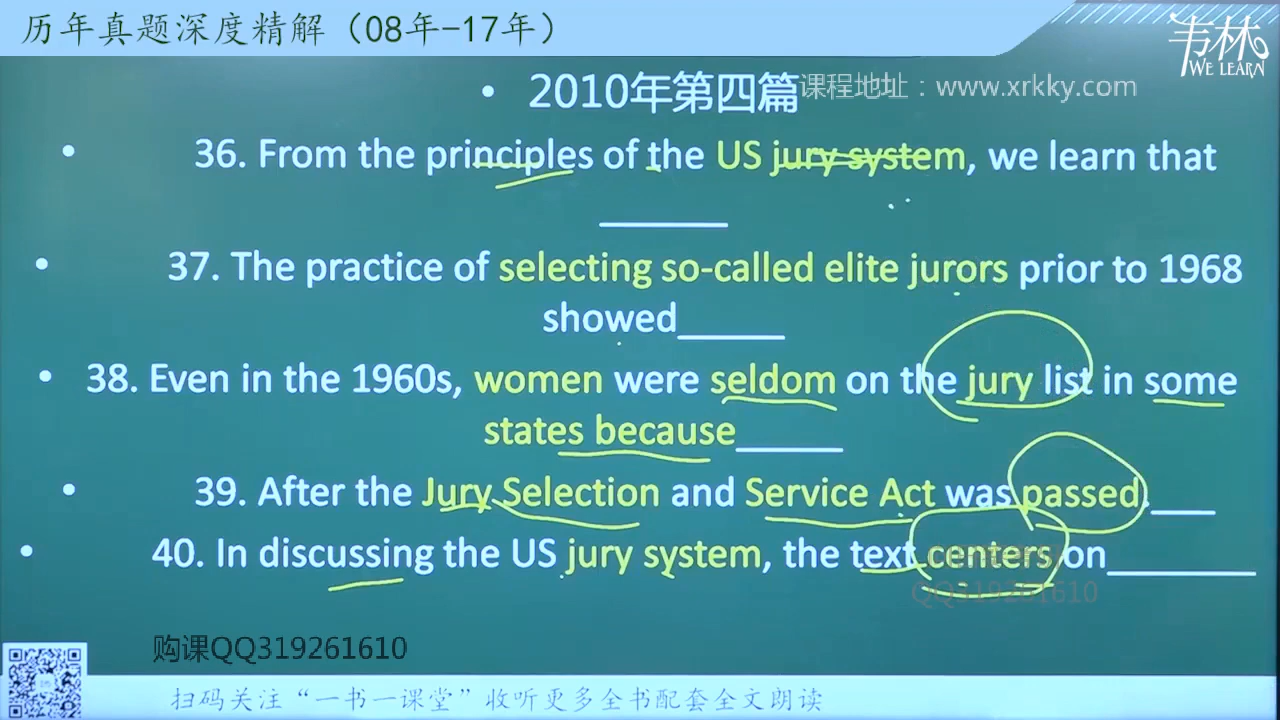 历年真题深度精解（08年-17年）
韦林
WE LEARN
• 2010年第四篇
课程地址：www.xrkky.com
• 36. From the principles of the US jury system, we learn that
______
• 37. The practice of selecting so-called elite jurors prior to 1968
showed_____
• 38. Even in the 1960s, women were seldom on the jury list in some
states because_____
• 39. After the Jury Selection and Service Act was passed,___
• 40. In discussing the US jury system, the text centers on_______
QQ319261610
购课QQ319261610
扫码关注“一书一课堂”收听更多全书配套全文朗读